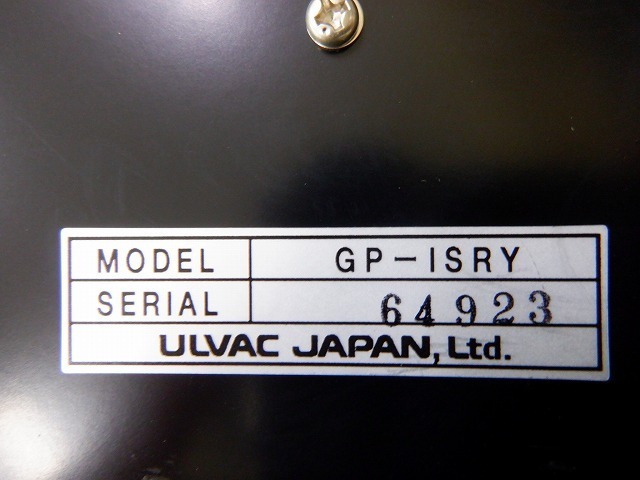 MODEL GP-1SRY
SERIAL 64923
ULVAC JAPAN, Ltd.